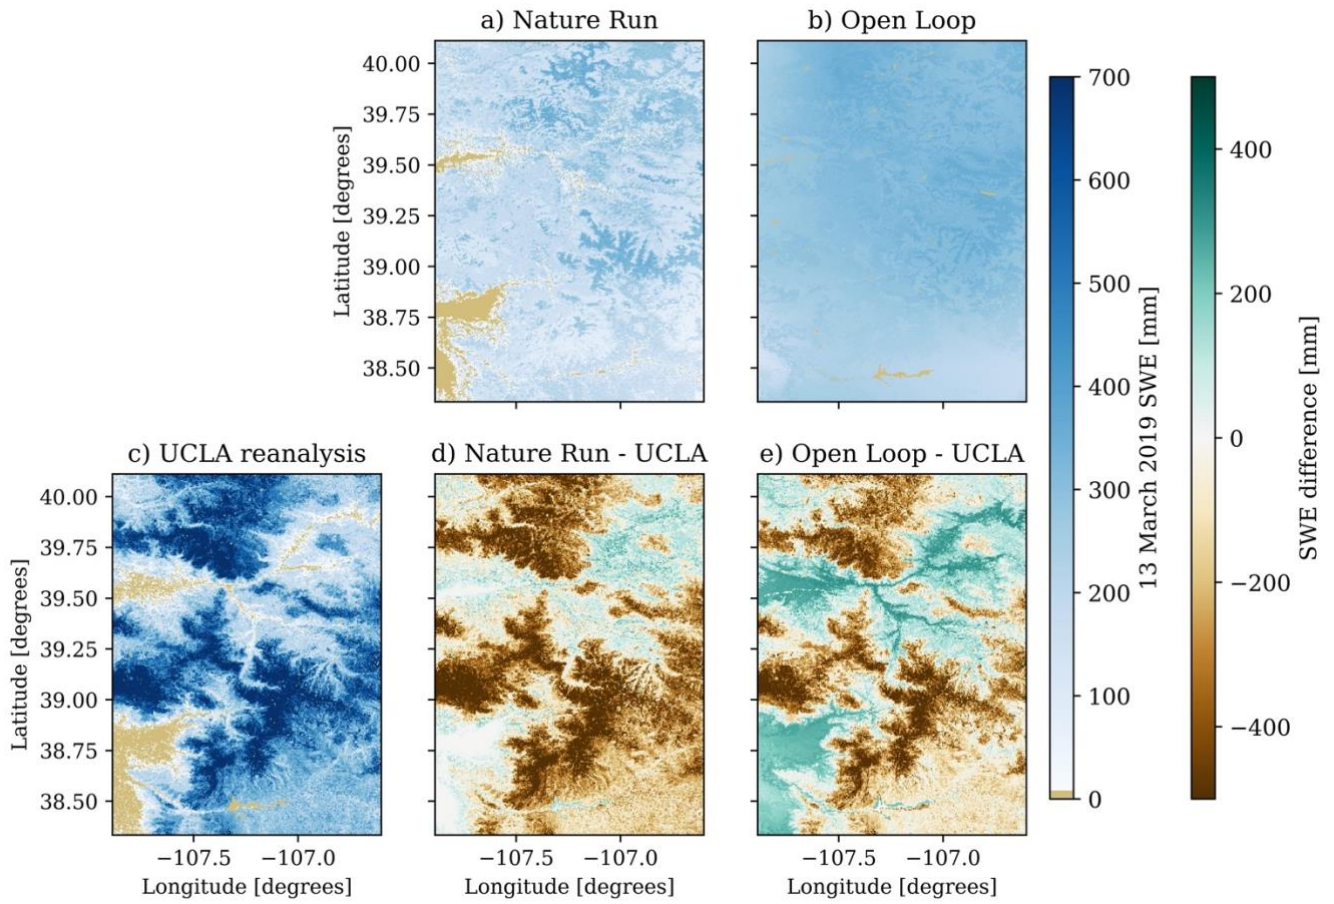 a) Nature Run
b) Open Loop
40.00
39.75
39.50
39.25
39.00
38.75
38.50
Latitude [degrees]
700
600
500
400
300
200
100
0
13 March 2019 SWE [mm]
400
200
0
−200
−400
SWE difference [mm]
c) UCLA reanalysis
d) Nature Run - UCLA
e) Open Loop - UCLA
40.00
39.75
39.50
39.25
39.00
38.75
38.50
Latitude [degrees]
−107.5 −107.0
Longitude [degrees]
−107.5 −107.0
Longitude [degrees]
−107.5 −107.0
Longitude [degrees]